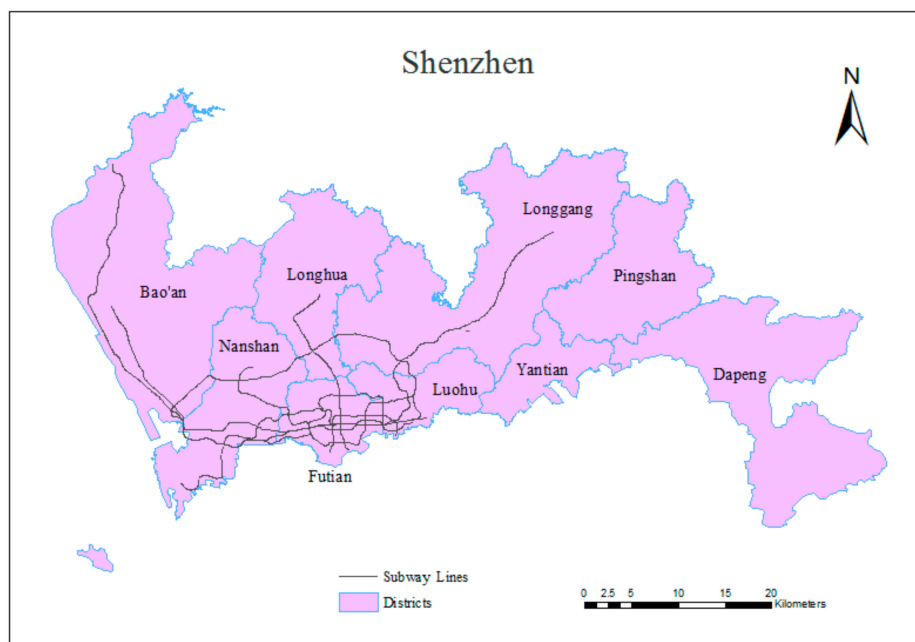 Shenzhen
N
Longgang
Longhua
Pingshan
Bao'an
Nanshan
Yantian
Dapeng
Luohu
Futian
Subway Lines
Districts
0 2.5 5 10 15 20
Kilometers